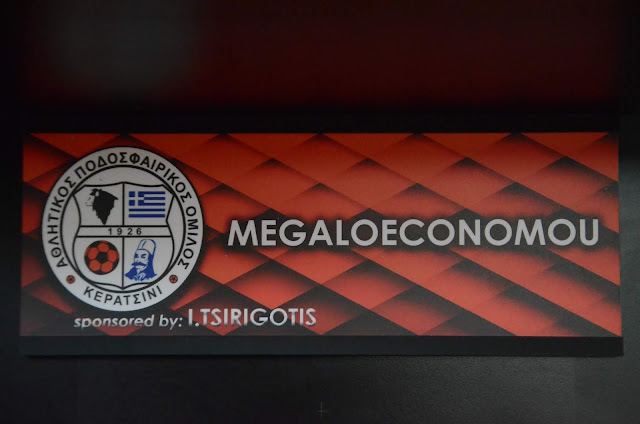 ΑΘΛΗΤΙΚΟΣ ΠΟΔΟΣΦΑΙΡΙΚΟΣ ΟΜΙΛΟΣ
1926
ΚΕΡΑΤΣΙΝΙ
MEGALOECONOMOU
sponsored by: I.TSIRIGOTIS